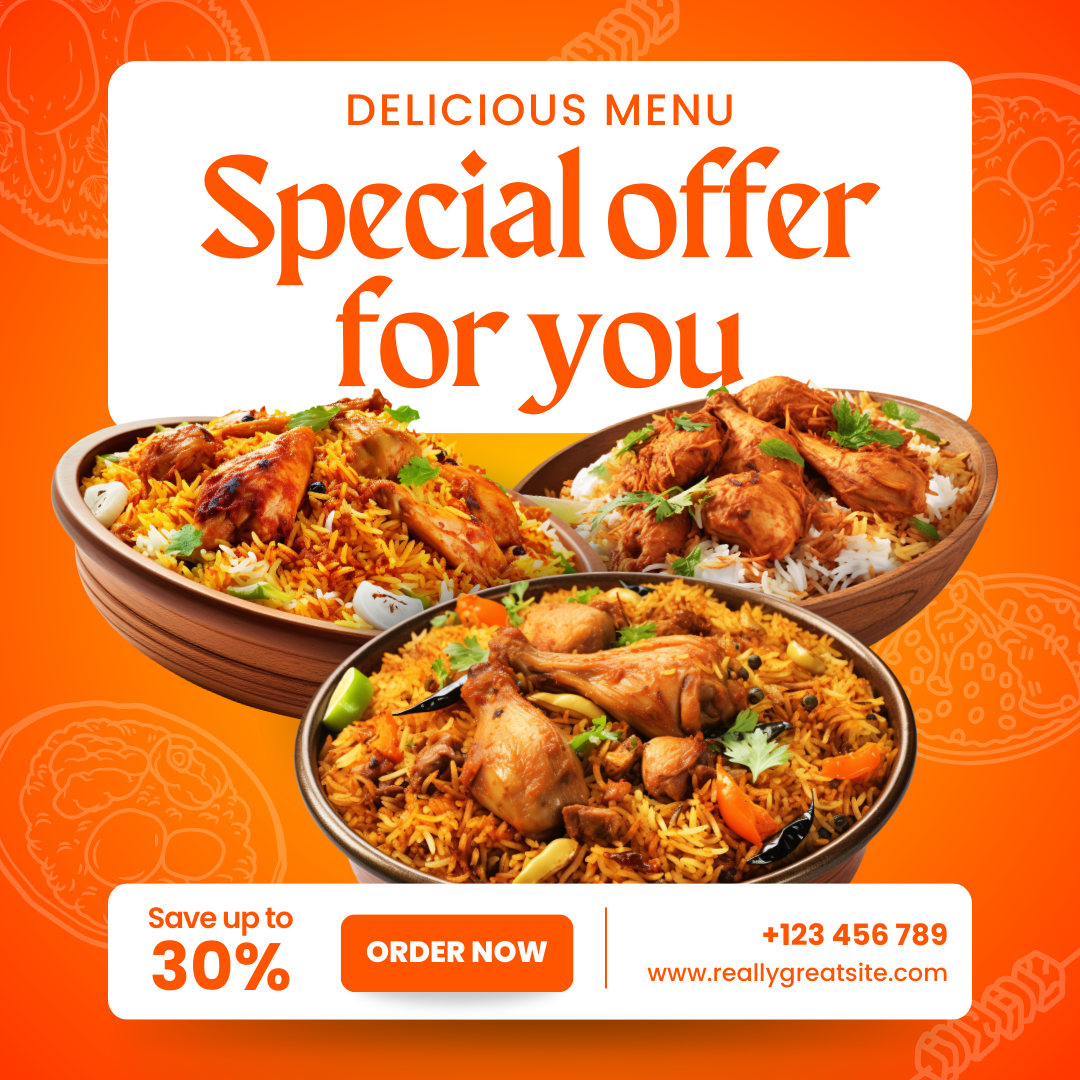 DELICIOUS MENU
Special offer
for you
Save up to
30%
ORDER NOW
+123 456 789
www.reallygreatsite.com